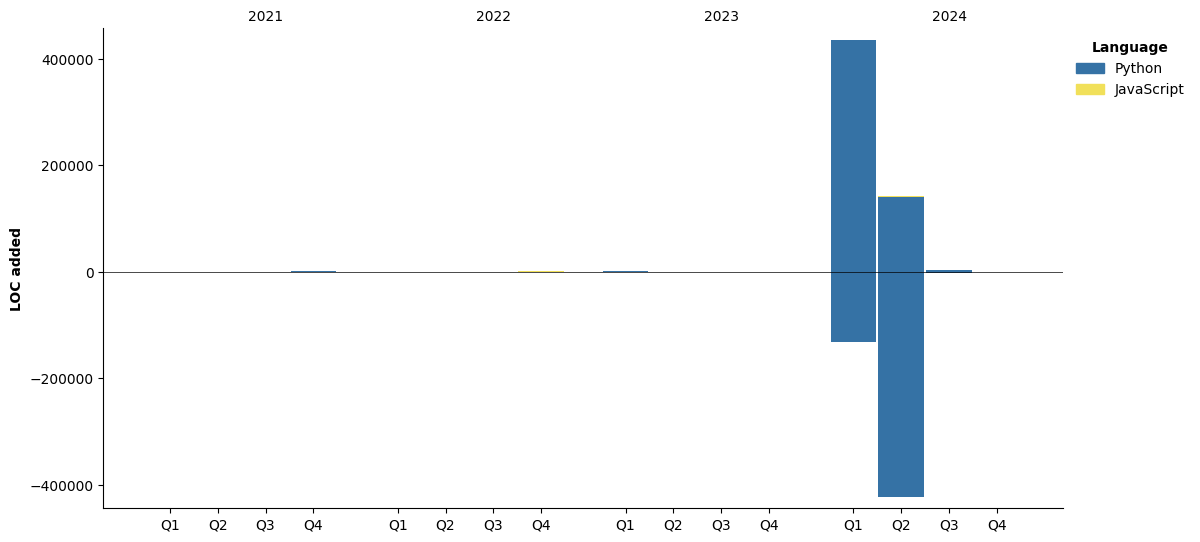 2021 2022 2023 2024
Language
Python
JavaScript
LOC added
400000
200000
0
−200000
−400000
Q1 Q2 Q3 Q4 Q1 Q2 Q3 Q4 Q1 Q2 Q3 Q4 Q1 Q2 Q3 Q4